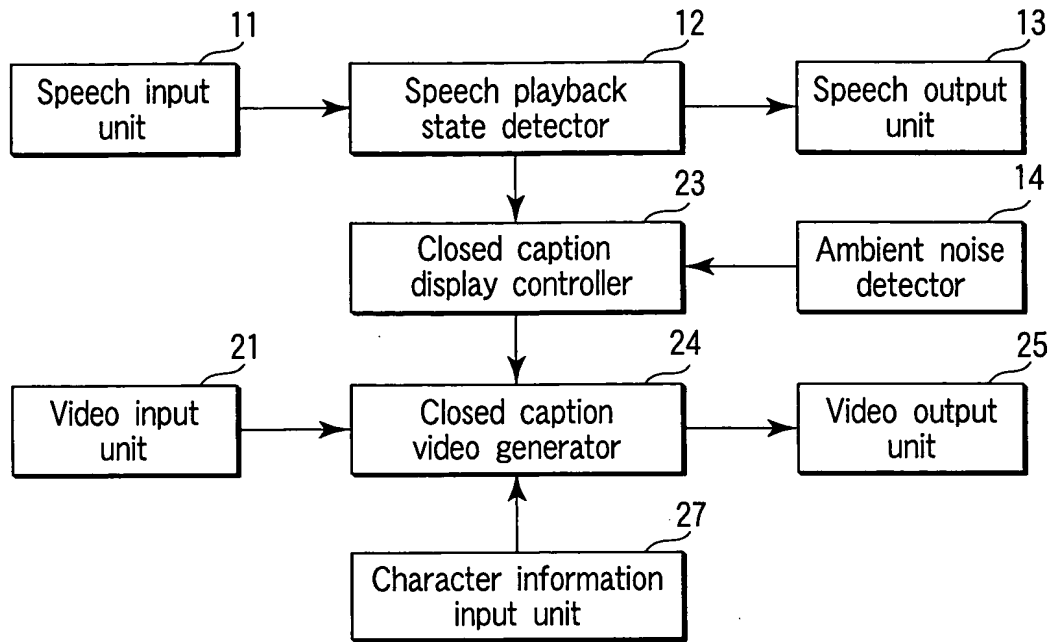 11
Speech input
unit
12
Speech playback
state detector
13
Speech output
unit
23
Closed caption
display controller
14
Ambient noise
detector
21
Video input
unit
24
Closed caption
video generator
25
Video output
unit
27
Character information
input unit